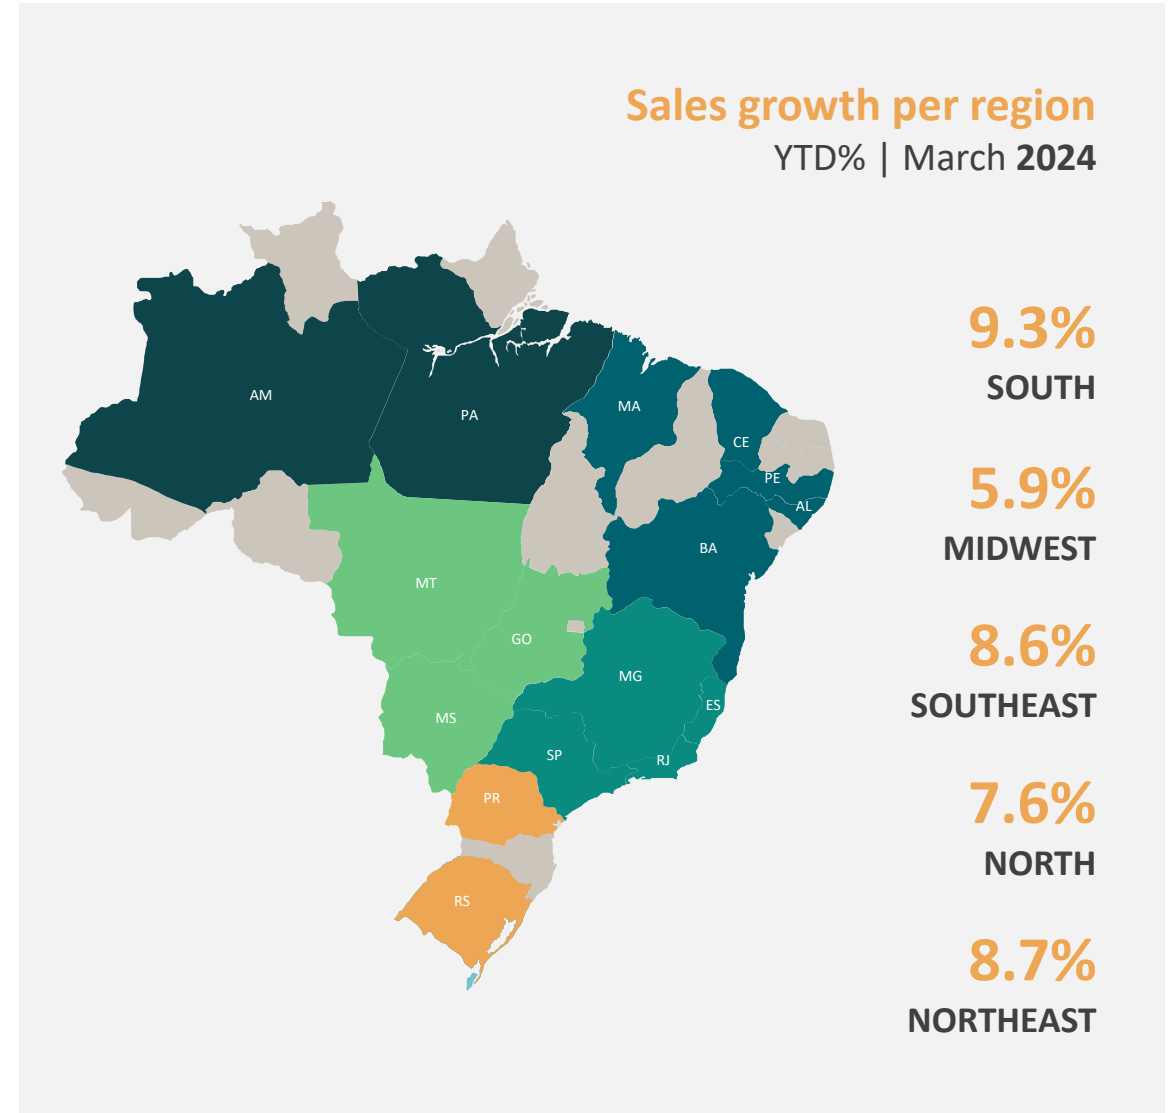 Sales growth per region
YTD% | March 2024
9.3%
SOUTH
5.9%
MIDWEST
8.6%
SOUTHEAST
7.6%
NORTH
8.7%
NORTHEAST
AM
PA
MA
CE
PE
AL
BA
MT
GO
MG
ES
MS
SP
RJ
PR
RS